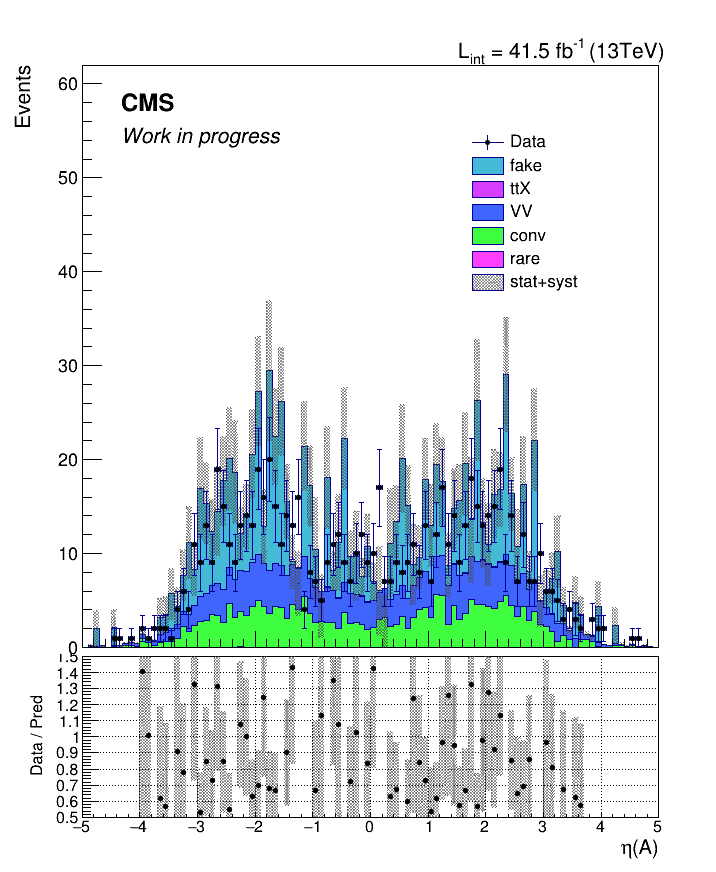 L_int = 41.5 fb^-1 (13TeV)
Events
60
CMS
Work in progress
Data
50
fake
ttX
VV
conv
40
rare
stat+syst
30
20
10
0
1.5
1.4
1.3
1.2
1.1
1
0.9
0.8
0.7
0.6
0.5
Data / Pred
−5 −4 −3 −2 −1 0 1 2 3 4 5
η(A)